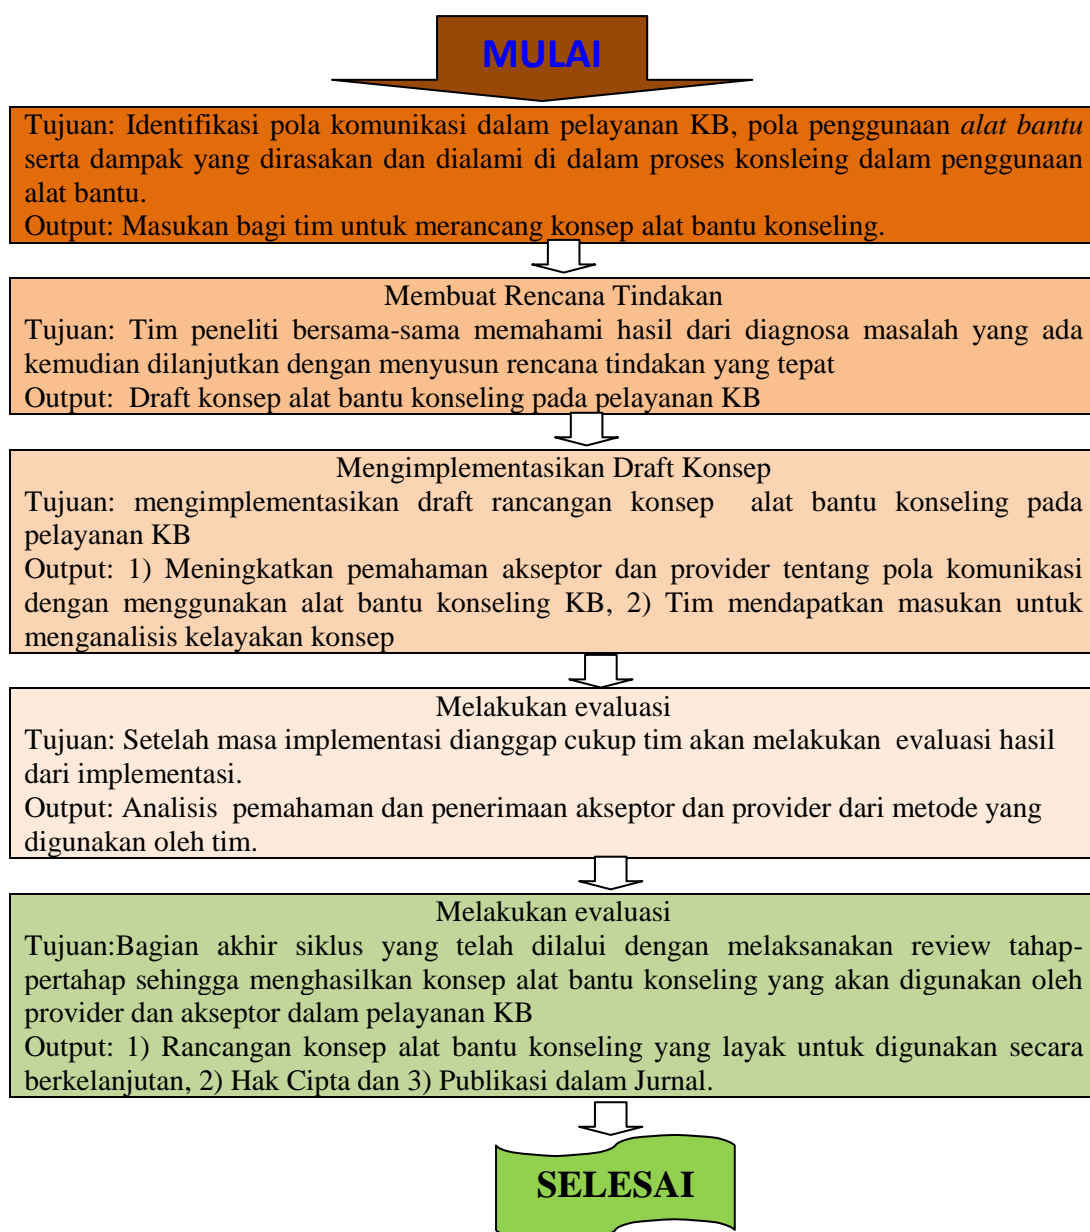 MULAI
Tujuan: Identifikasi pola komunikasi dalam pelayanan KB, pola penggunaan alat bantu
serta dampak yang dirasakan dan dialami di dalam proses konsleing dalam penggunaan
alat bantu.
Output: Masukan bagi tim untuk merancang konsep alat bantu konseling.
Membuat Rencana Tindakan
Tujuan: Tim peneliti bersama-sama memahami hasil dari diagnosa masalah yang ada
kemudian dilanjutkan dengan menyusun rencana tindakan yang tepat
Output: Draft konsep alat bantu konseling pada pelayanan KB
Mengimplementasikan Draft Konsep
Tujuan: mengimplementasikan draft rancangan konsep alat bantu konseling pada
pelayanan KB
Output: 1) Meningkatkan pemahaman akseptor dan provider tentang pola komunikasi
dengan menggunakan alat bantu konseling KB, 2) Tim mendapatkan masukan untuk
menganalisis kelayakan konsep
Melakukan evaluasi
Tujuan: Setelah masa implementasi dianggap cukup tim akan melakukan evaluasi hasil
dari implementasi.
Output: Analisis pemahaman dan penerimaan akseptor dan provider dari metode yang
digunakan oleh tim.
Melakukan evaluasi
Tujuan:Bagian akhir siklus yang telah dilalui dengan melaksanakan review tahap-
pertahap sehingga menghasilkan konsep alat bantu konseling yang akan digunakan oleh
provider dan akseptor dalam pelayanan KB
Output: 1) Rancangan konsep alat bantu konseling yang layak untuk digunakan secara
berkelanjutan, 2) Hak Cipta dan 3) Publikasi dalam Jurnal.
SELESAI